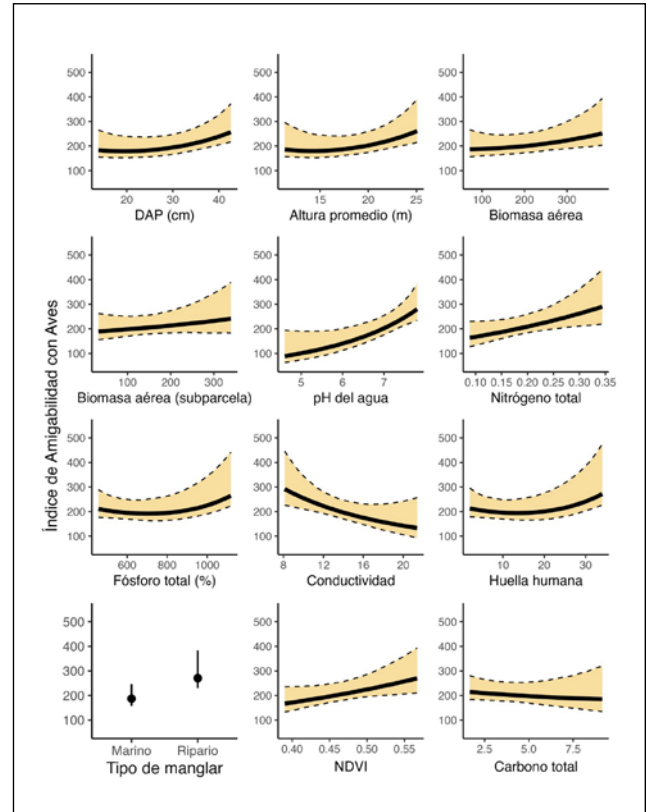 Índice de Amigabilidad con Aves
500
400
300
200
100
20 30 40
DAP (cm)
500
400
300
200
100
15 20 25
Altura promedio (m)
500
400
300
200
100
100 200 300
Biomasa aérea
500
400
300
200
100
0 100 200 300
Biomasa aérea (subparcela)
500
400
300
200
100
5 6 7
pH del agua
500
400
300
200
100
0.10 0.15 0.20 0.25 0.30 0.35
Nitrógeno total
500
400
300
200
100
600 800 1000
Fósforo total (%)
500
400
300
200
100
8 12 16 20
Conductividad
500
400
300
200
100
0 10 20 30
Huella humana
500
400
300
200
100
Marino Ripario
Tipo de manglar
500
400
300
200
100
0.40 0.45 0.50 0.55
NDVI
500
400
300
200
100
2.5 5.0 7.5
Carbono total